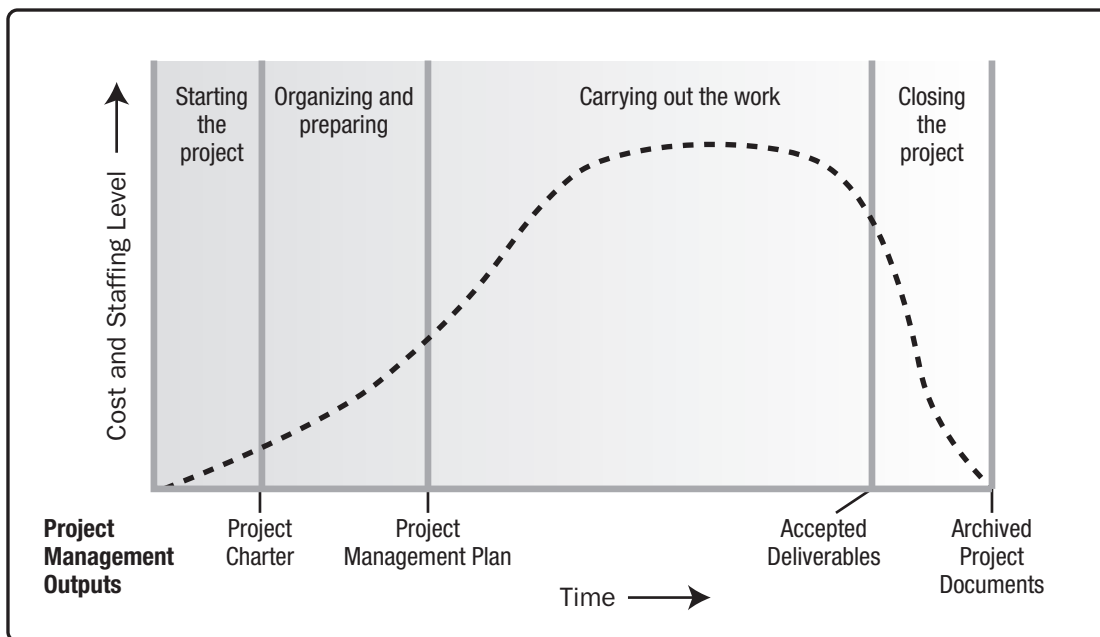 Starting
the
project
Organizing and
preparing
Carrying out the work
Closing
the
project
Cost and Staffing Level
Project
Management
Outputs
Project
Charter
Project
Management Plan
Accepted
Deliverables
Archived
Project
Documents
Time